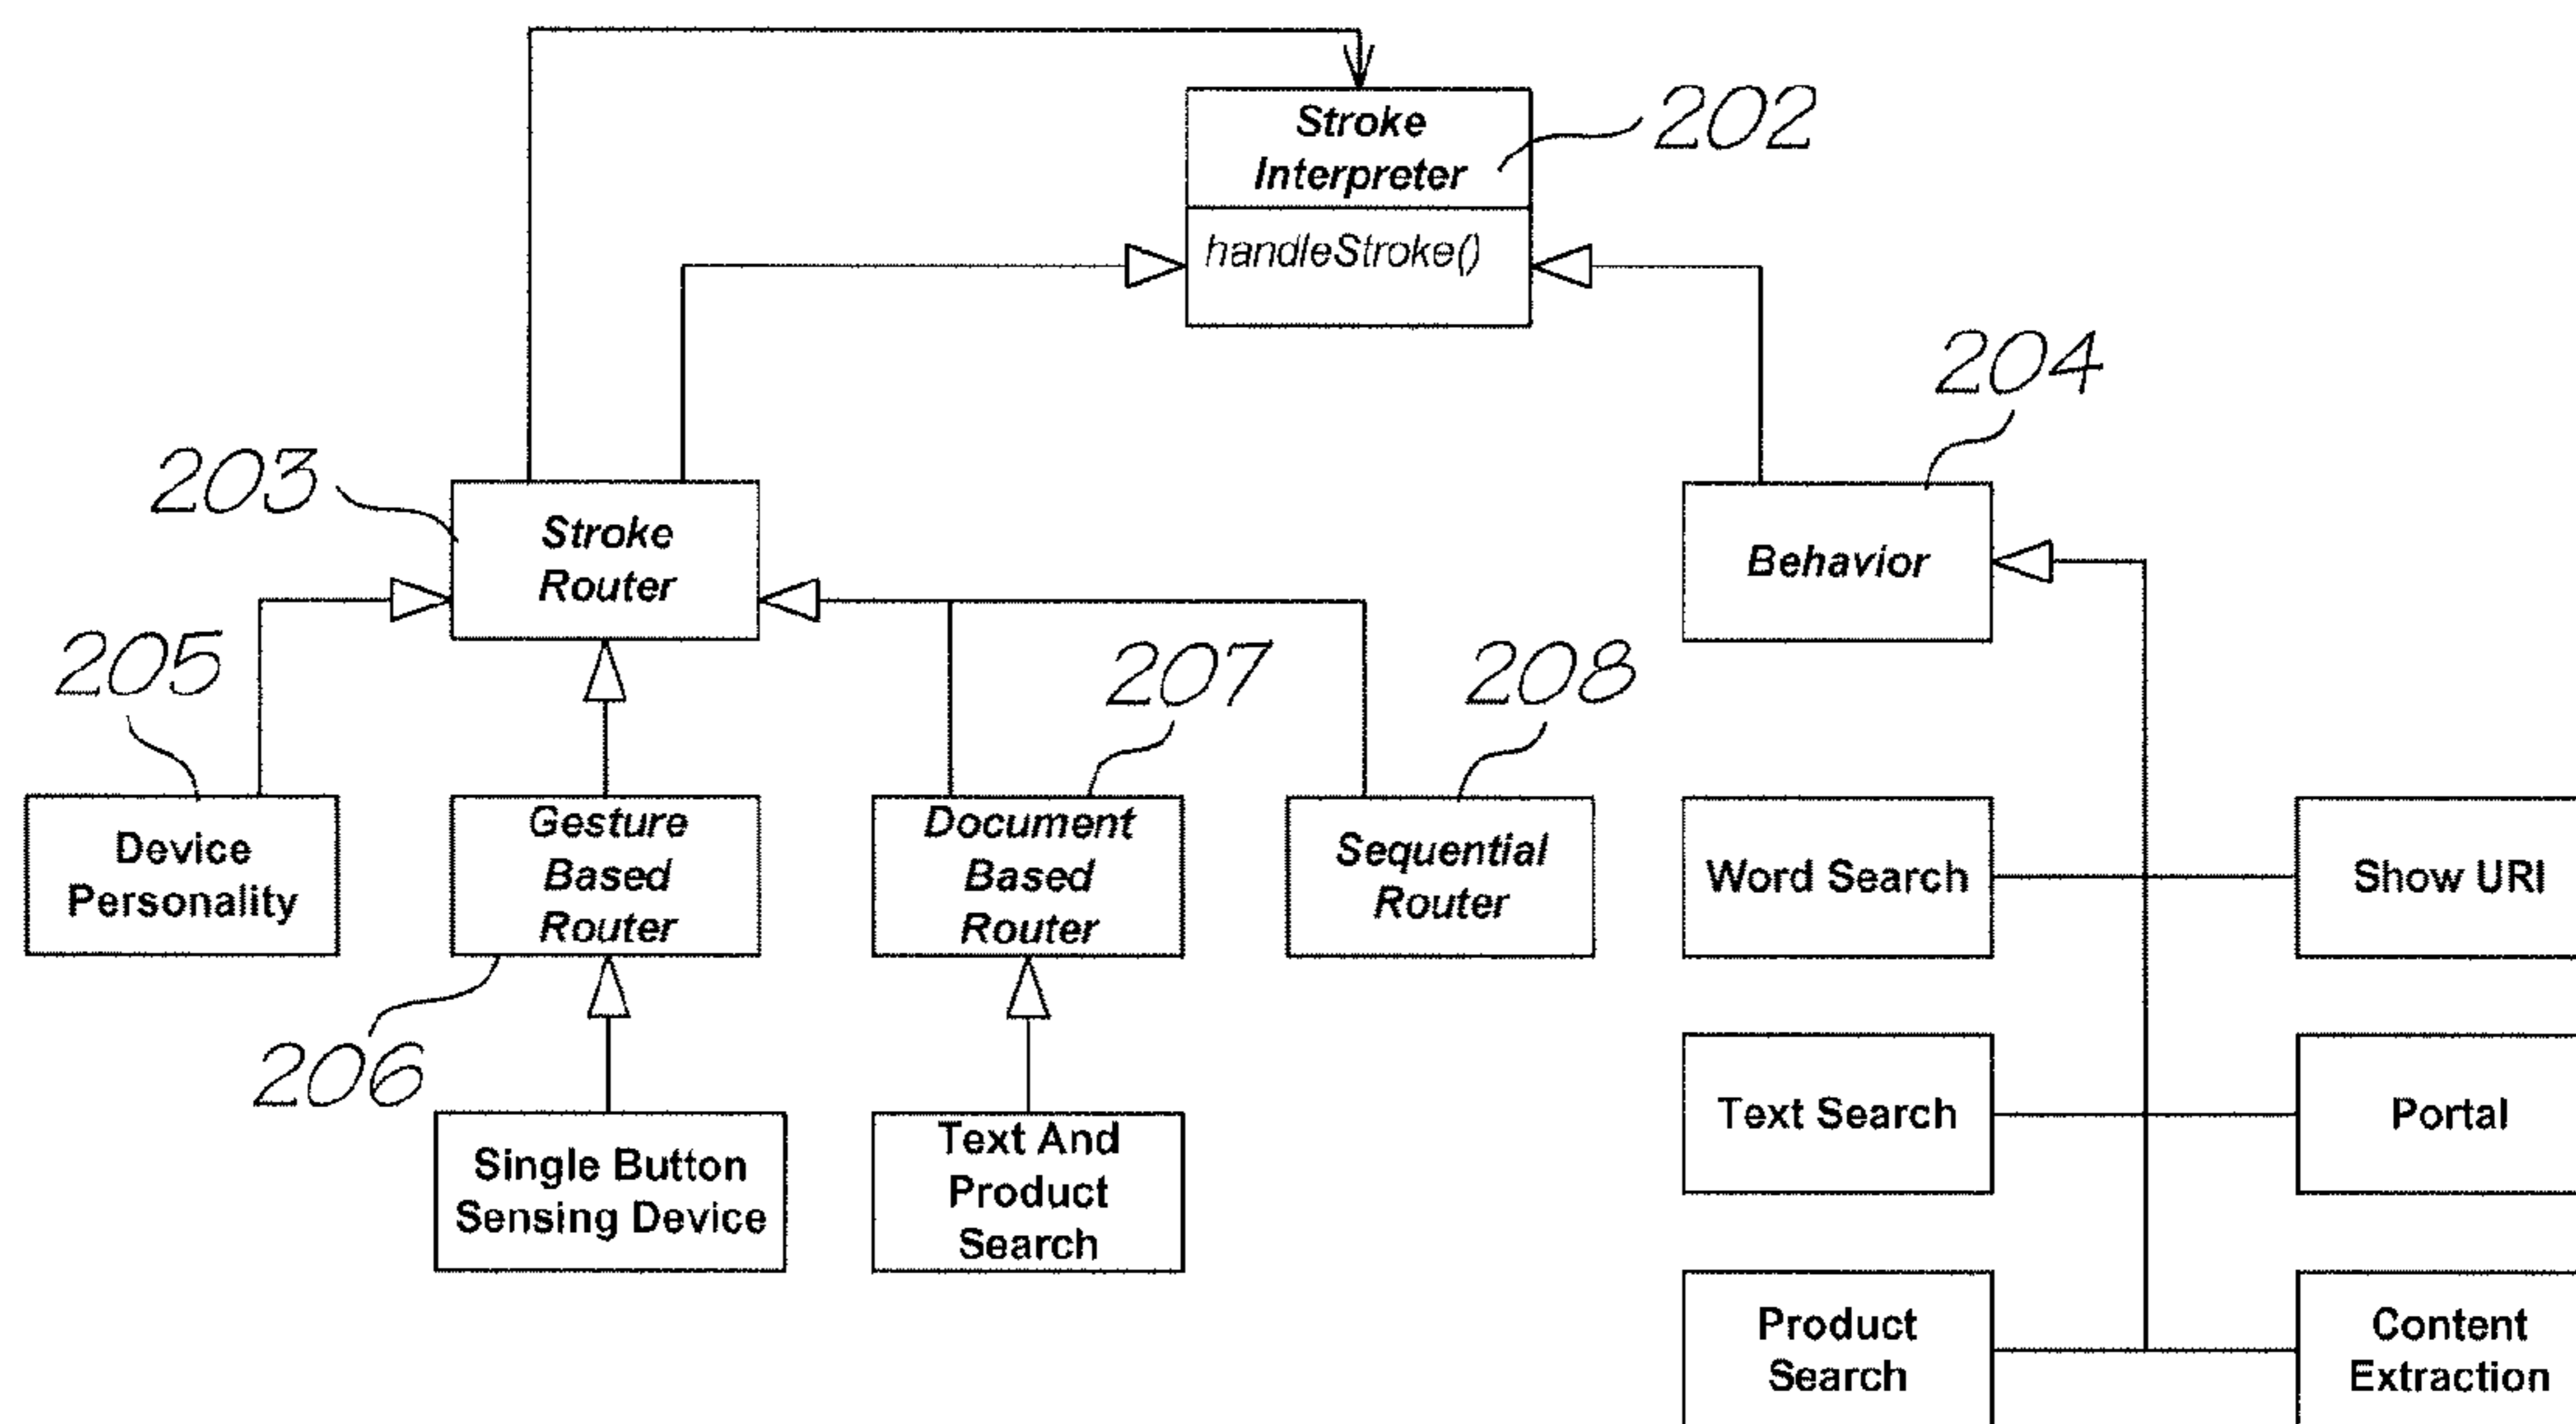 Stroke
Interpreter
202
handleStroke()
204
203
Stroke
Router
Behavior
205
207
208
Device
Personality
Gesture
Based
Router
Document
Based
Router
Sequential
Router
Word Search
Show URI
206
Single Button
Sensing Device
Text And
Product
Search
Text Search
Portal
Product
Search
Content
Extraction